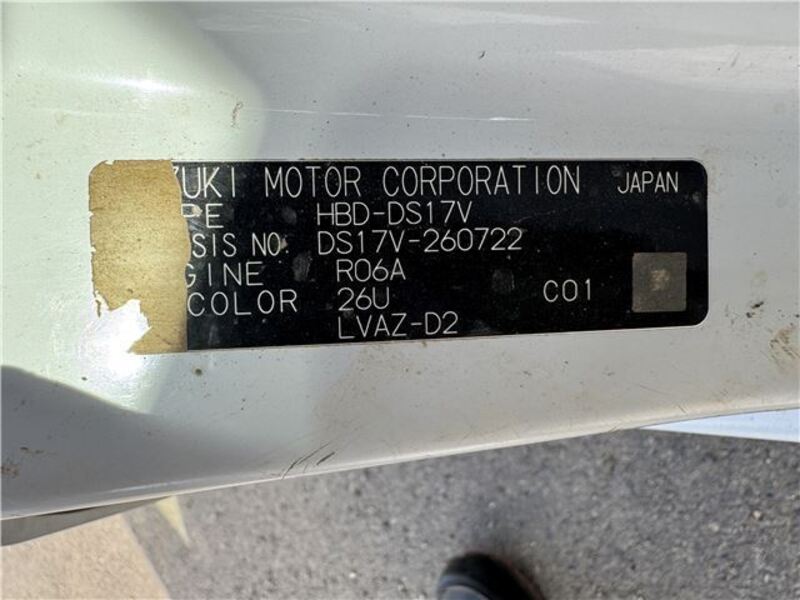 ZUKI MOTOR CORPORATION JAPAN
PE HBD-DS17V
SIS NO. DS17V-260722
GINE R06A
COLOR 26U C01
LVAZ-D2